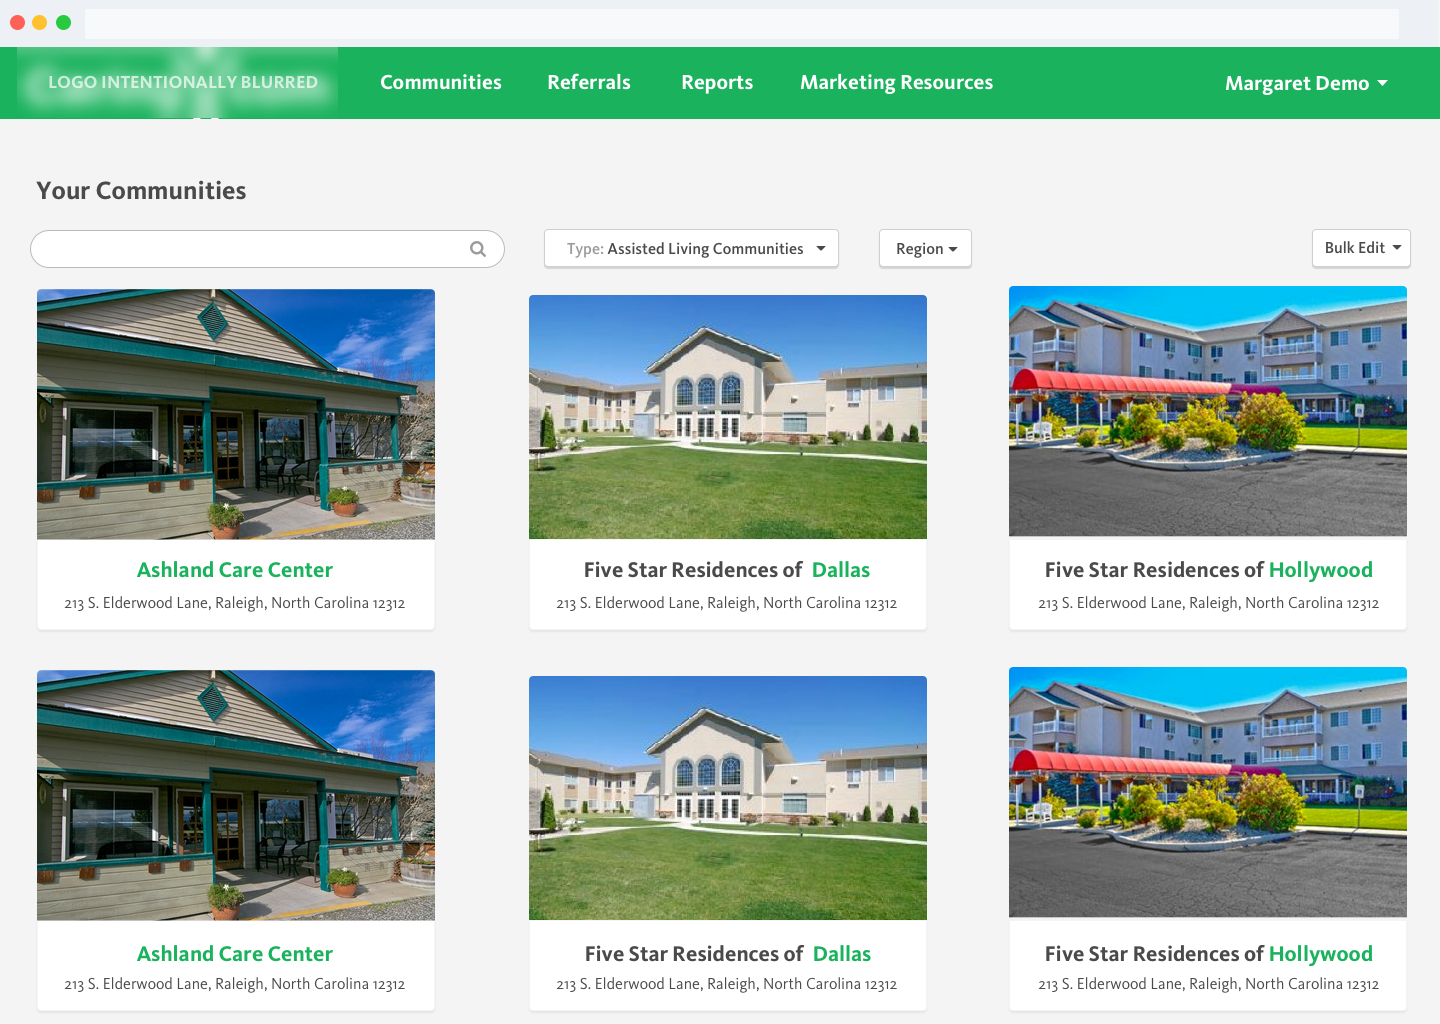 LOGO INTENTIONALLY BLURRED
Communities Referrals Reports Marketing Resources Margaret Demo
Your Communities
Type: Assisted Living Communities Region Bulk Edit
Ashland Care Center Five Star Residences of Dallas Five Star Residences of Hollywood
213 S. Elderwood Lane, Raleigh, North Carolina 12312 213 S. Elderwood Lane, Raleigh, North Carolina 12312 213 S. Elderwood Lane, Raleigh, North Carolina 12312
Ashland Care Center Five Star Residences of Dallas Five Star Residences of Hollywood
213 S. Elderwood Lane, Raleigh, North Carolina 12312 213 S. Elderwood Lane, Raleigh, North Carolina 12312 213 S. Elderwood Lane, Raleigh, North Carolina 12312